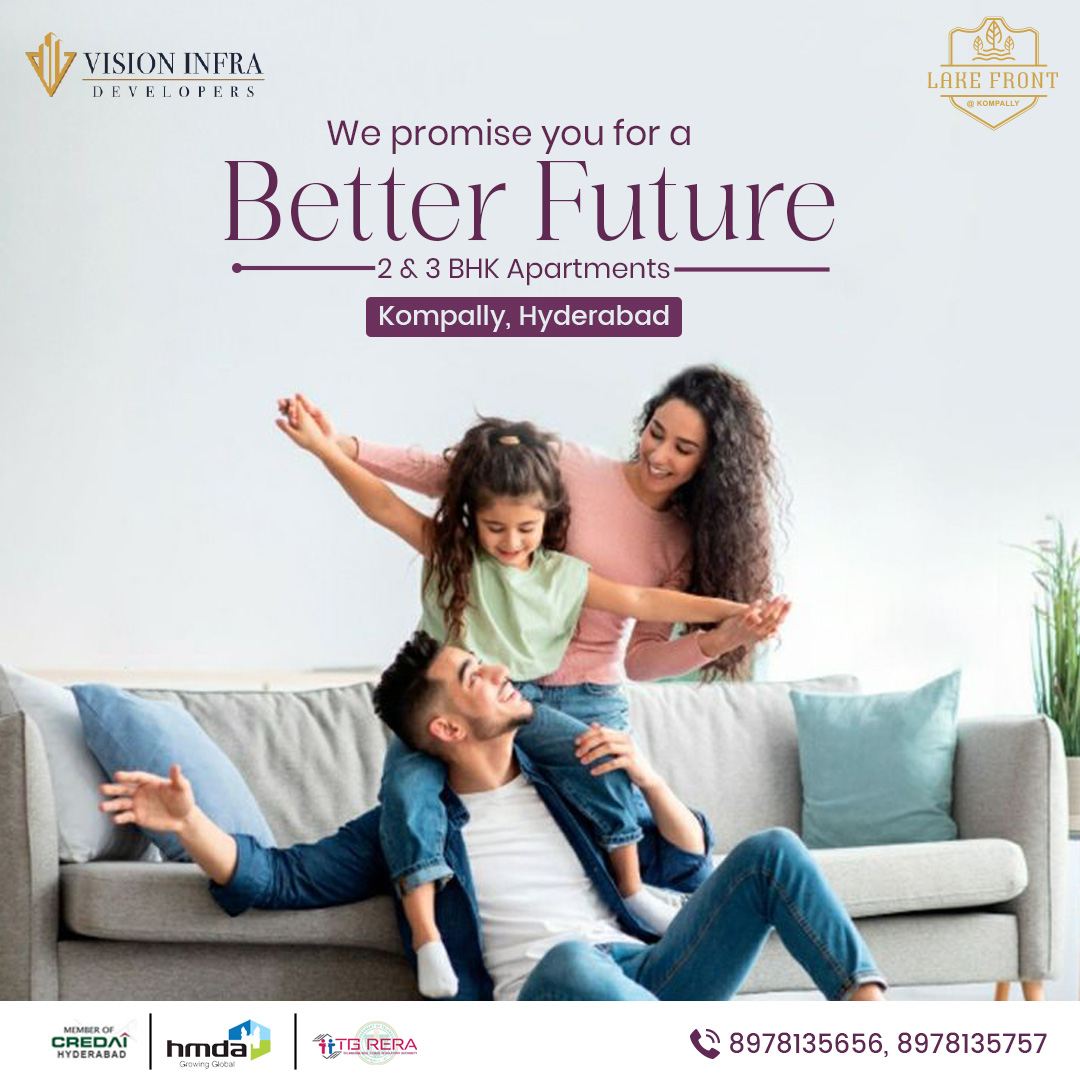 VISION INFRA
DEVELOPERS
LAKE FRONT
@ KOMPALLY
We promise you for a
Better Future
2 & 3 BHK Apartments
Kompally, Hyderabad
MEMBER OF
CREDAI
HYDERABAD
hmda
Growing Global
TG RERA
8978135656, 8978135757